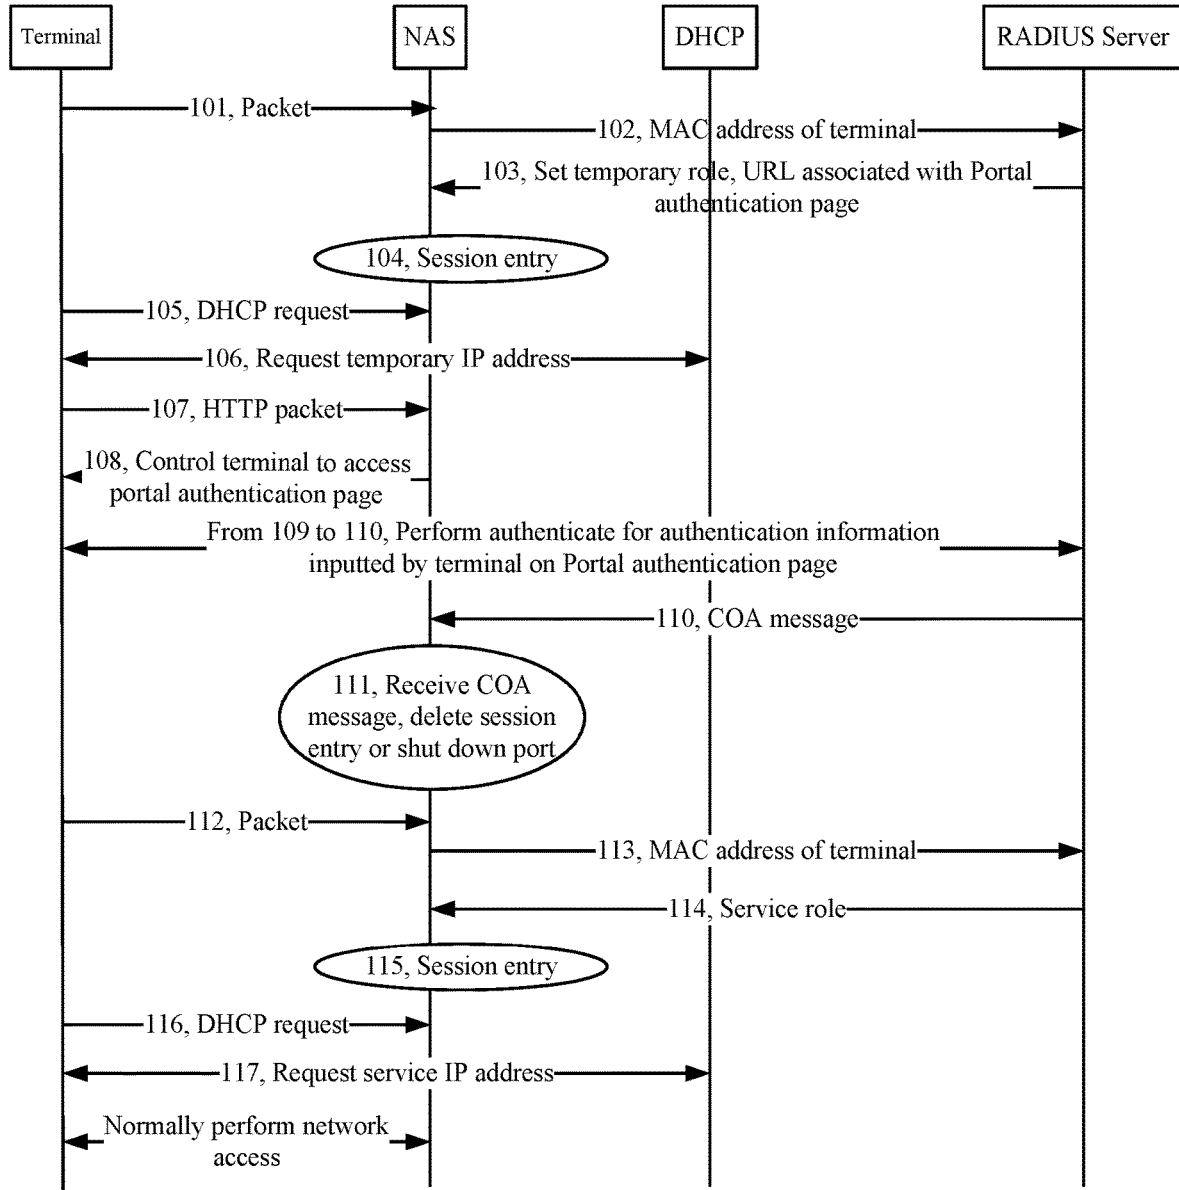 Terminal
NAS
DHCP
RADIUS Server
101, Packet
102, MAC address of terminal
103, Set temporary role, URL associated with Portal
authentication page
104, Session entry
105, DHCP request
106, Request temporary IP address
107, HTTP packet
108, Control terminal to access
portal authentication page
From 109 to 110, Perform authenticate for authentication information
inputted by terminal on Portal authentication page
110, COA message
111, Receive COA
message, delete session
entry or shut down port
112, Packet
113, MAC address of terminal
114, Service role
115, Session entry
116, DHCP request
117, Request service IP address
Normally perform network
access